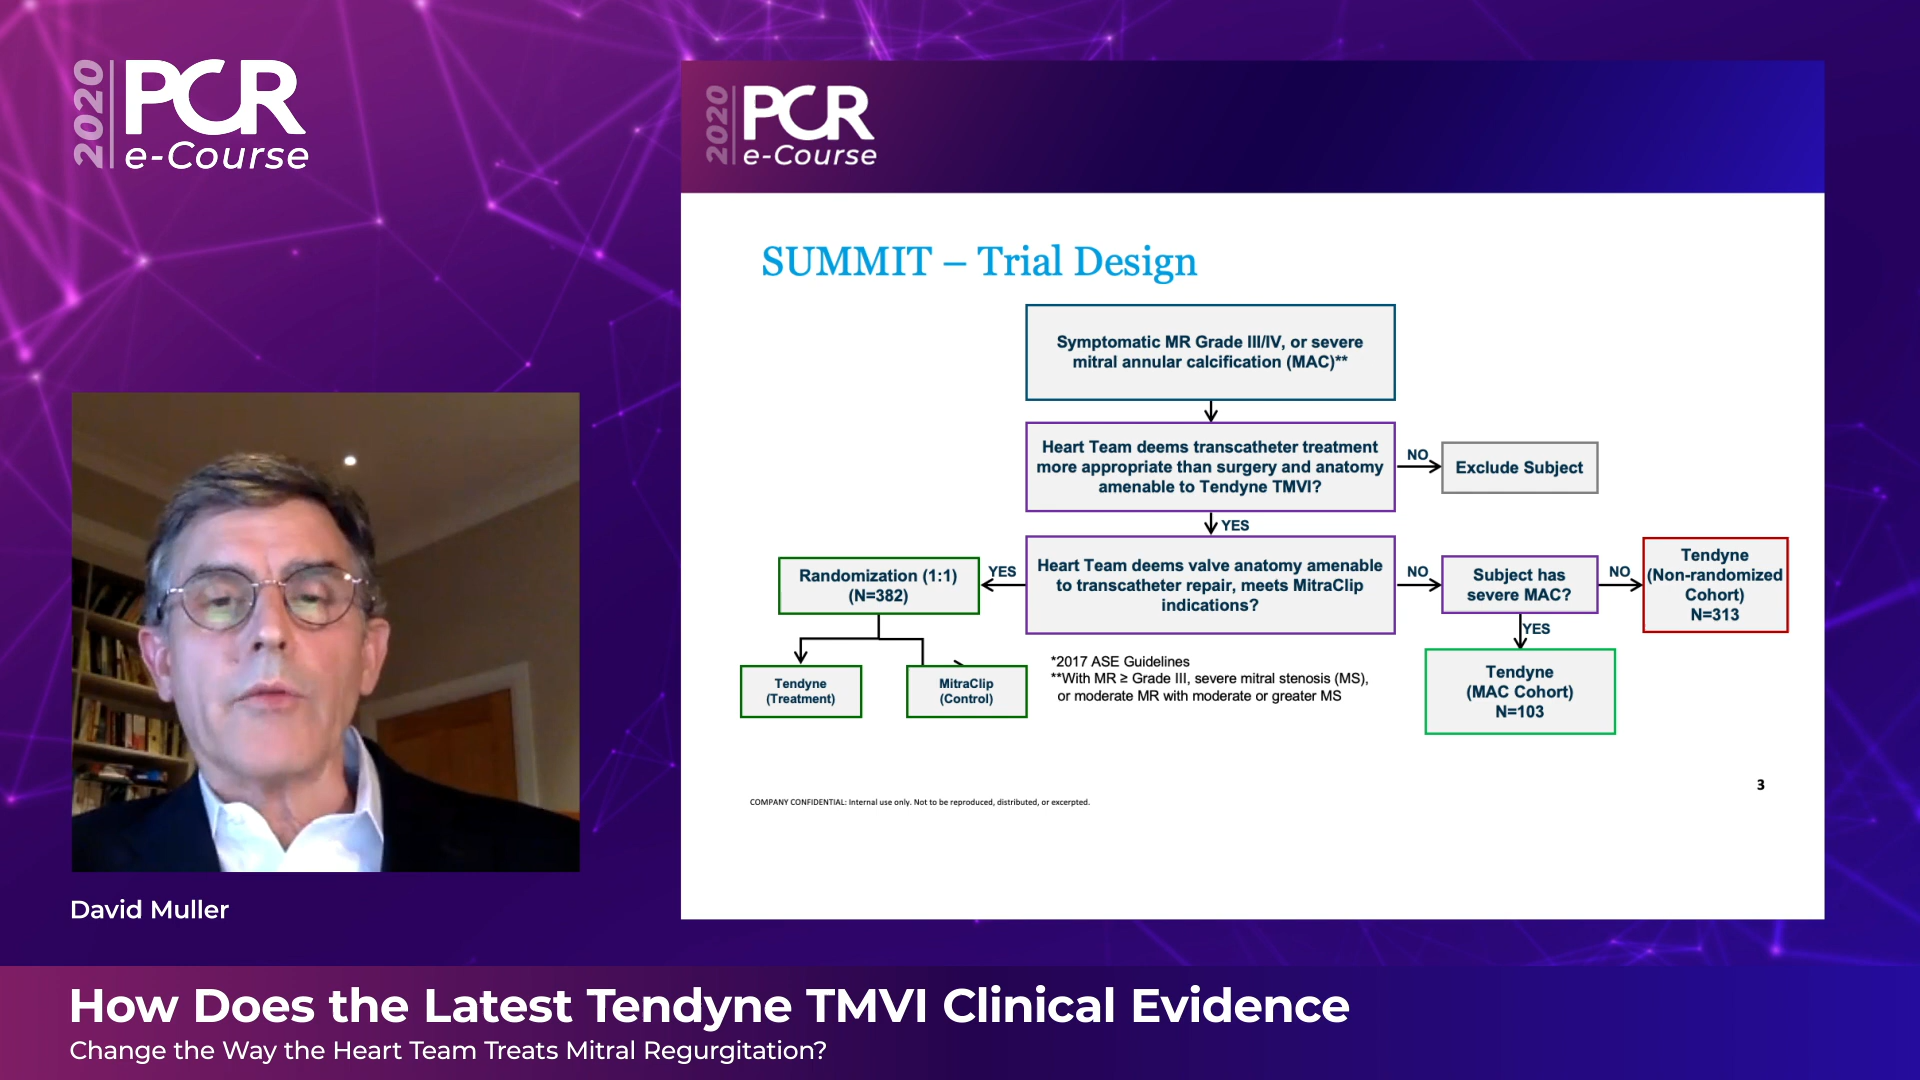 2020
PCR
e-Course
2020
PCR
e-Course
SUMMIT – Trial Design
Symptomatic MR Grade III/IV, or severe
mitral annular calcification (MAC)**
Heart Team deems transcatheter treatment
more appropriate than surgery and anatomy
amenable to Tendyne TMVI?
NO
Exclude Subject
YES
Heart Team deems valve anatomy amenable
to transcatheter repair, meets MitraClip
indications?
YES
Randomization (1:1)
(N=382)
Tendyne
(Treatment)
MitraClip
(Control)
NO
Subject has
severe MAC?
NO
Tendyne
(Non-randomized
Cohort)
N=313
YES
Tendyne
(MAC Cohort)
N=103
*2017 ASE Guidelines
**With MR ≥ Grade III, severe mitral stenosis (MS),
or moderate MR with moderate or greater MS
3
COMPANY CONFIDENTIAL: Internal use only. Not to be reproduced, distributed, or excerpted.
David Muller
How Does the Latest Tendyne TMVI Clinical Evidence
Change the Way the Heart Team Treats Mitral Regurgitation?